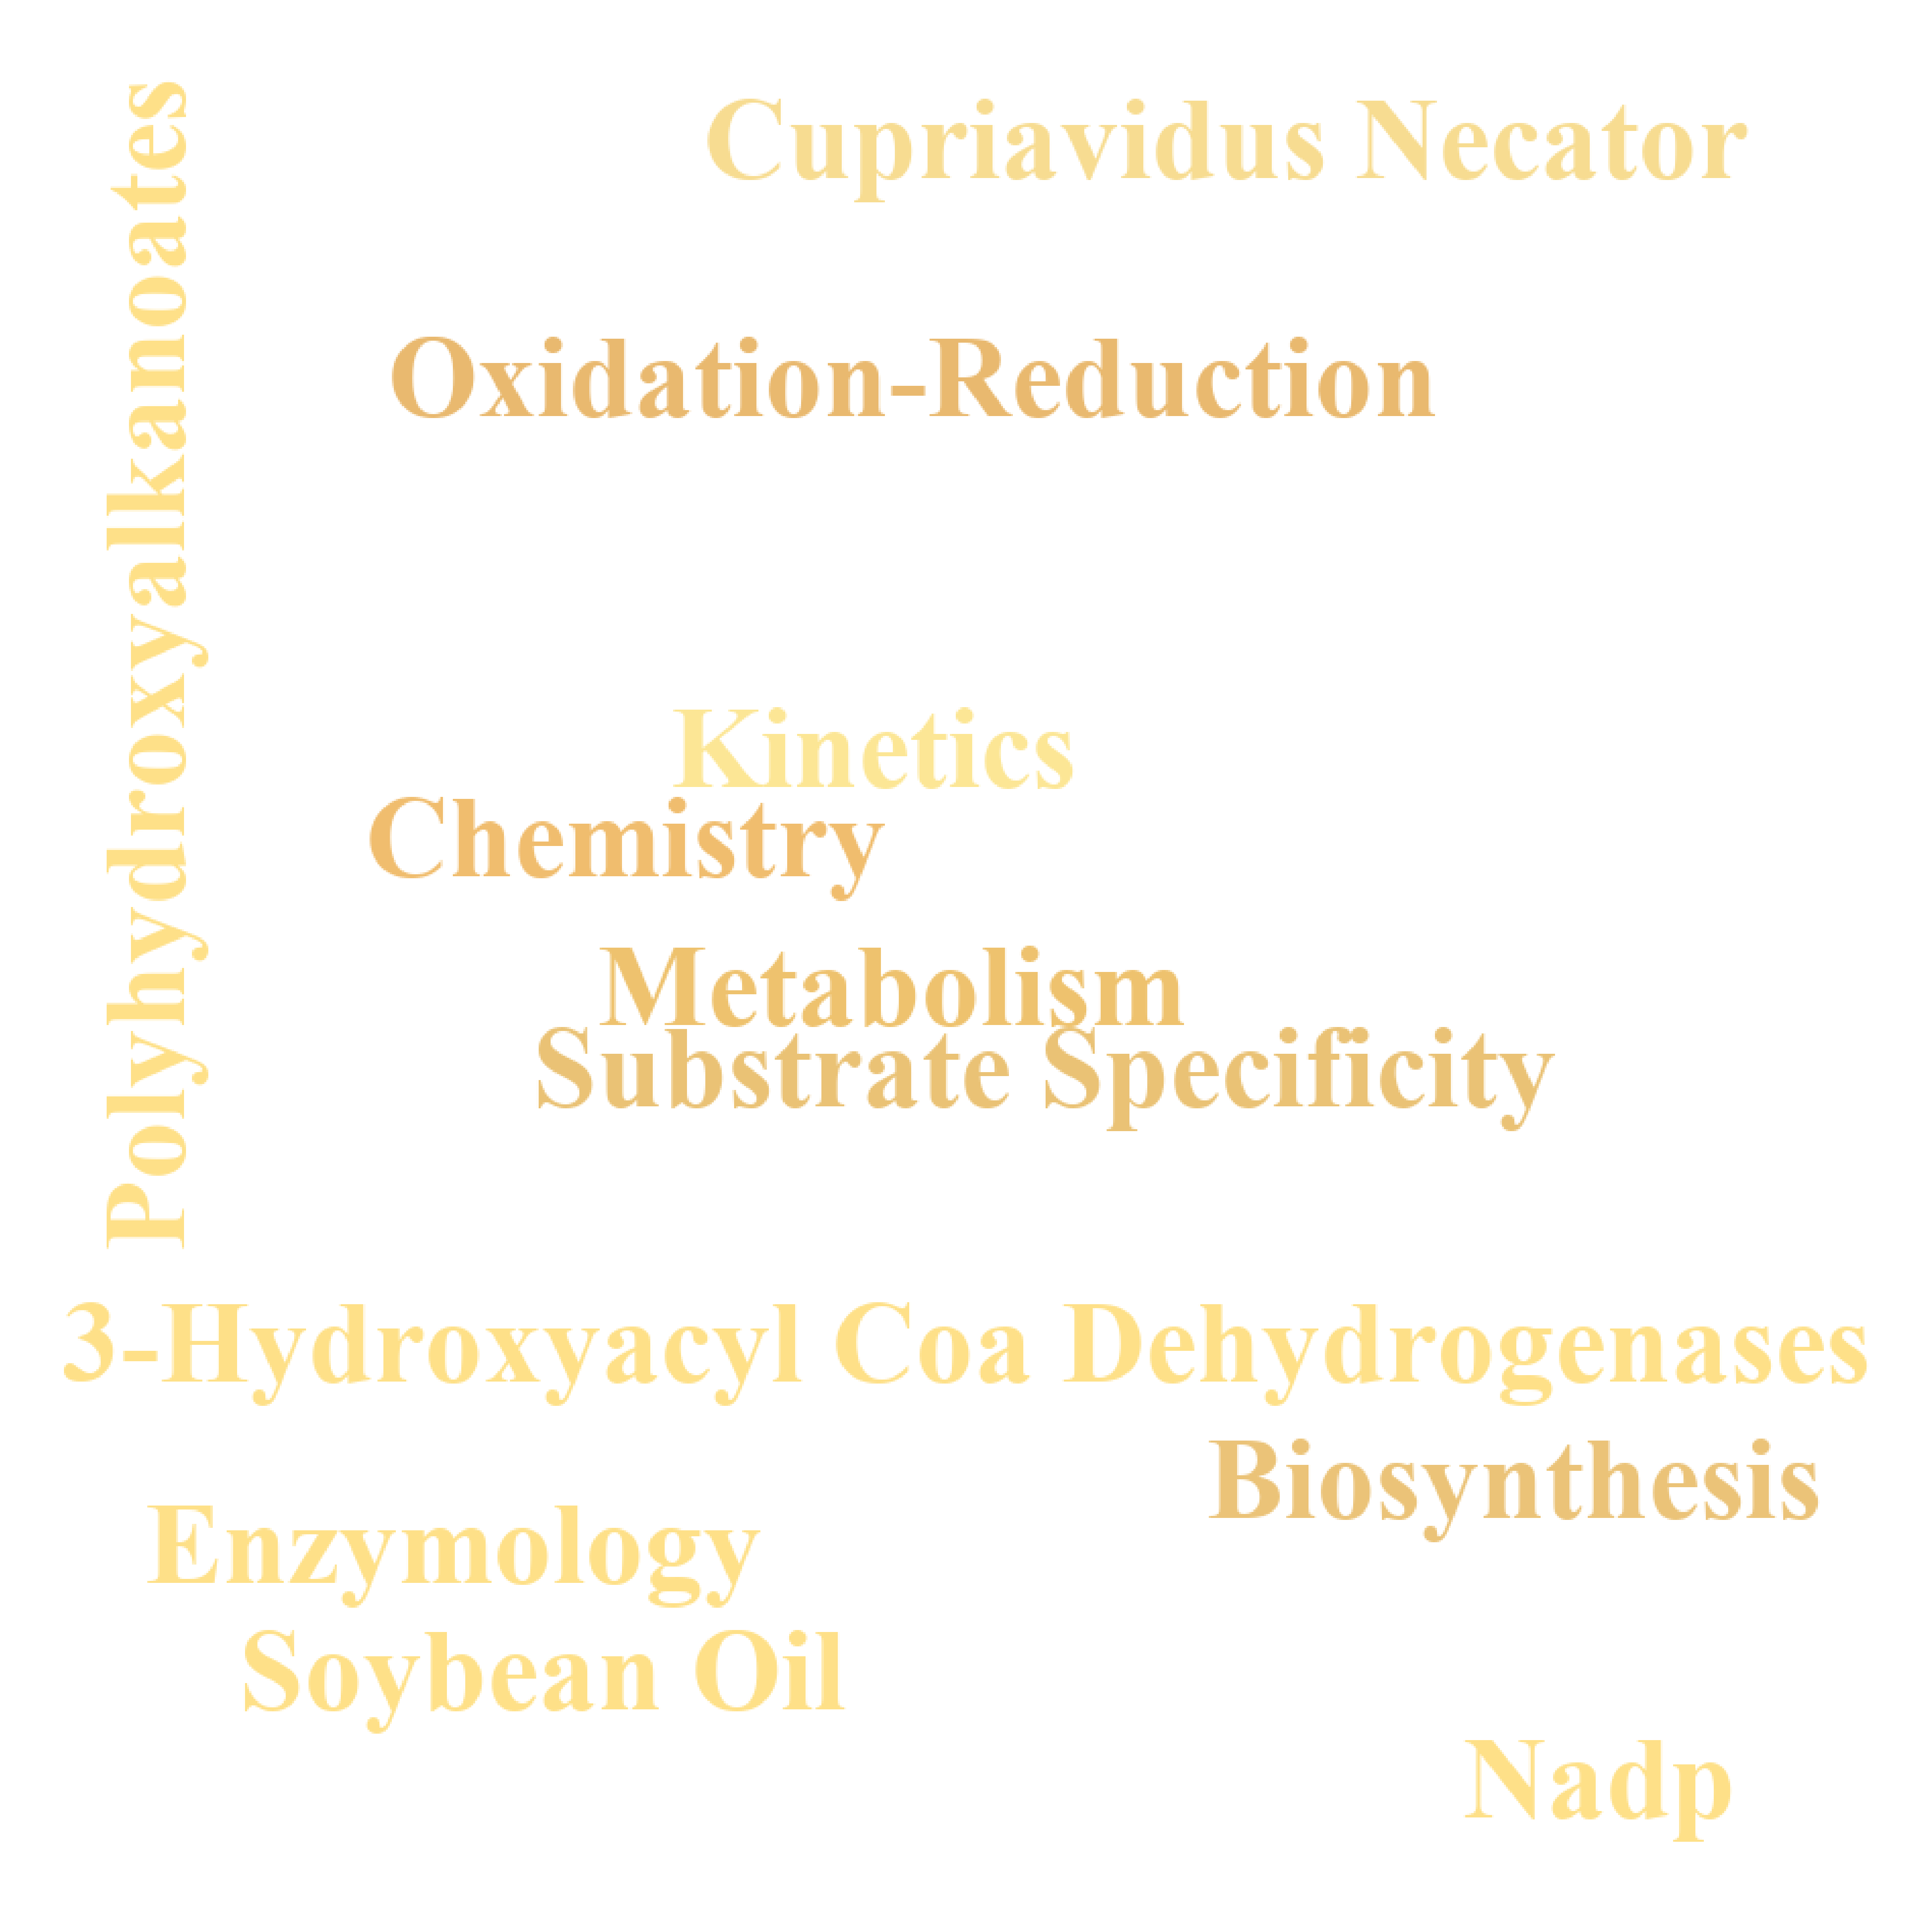 Polyhydroxyalkanoates
Cupriavidus Necator
Oxidation-Reduction
Kinetics
Chemistry
Metabolism
Substrate Specificity
3-Hydroxyacyl Coa Dehydrogenases
Biosynthesis
Enzymology
Soybean Oil
Nadp